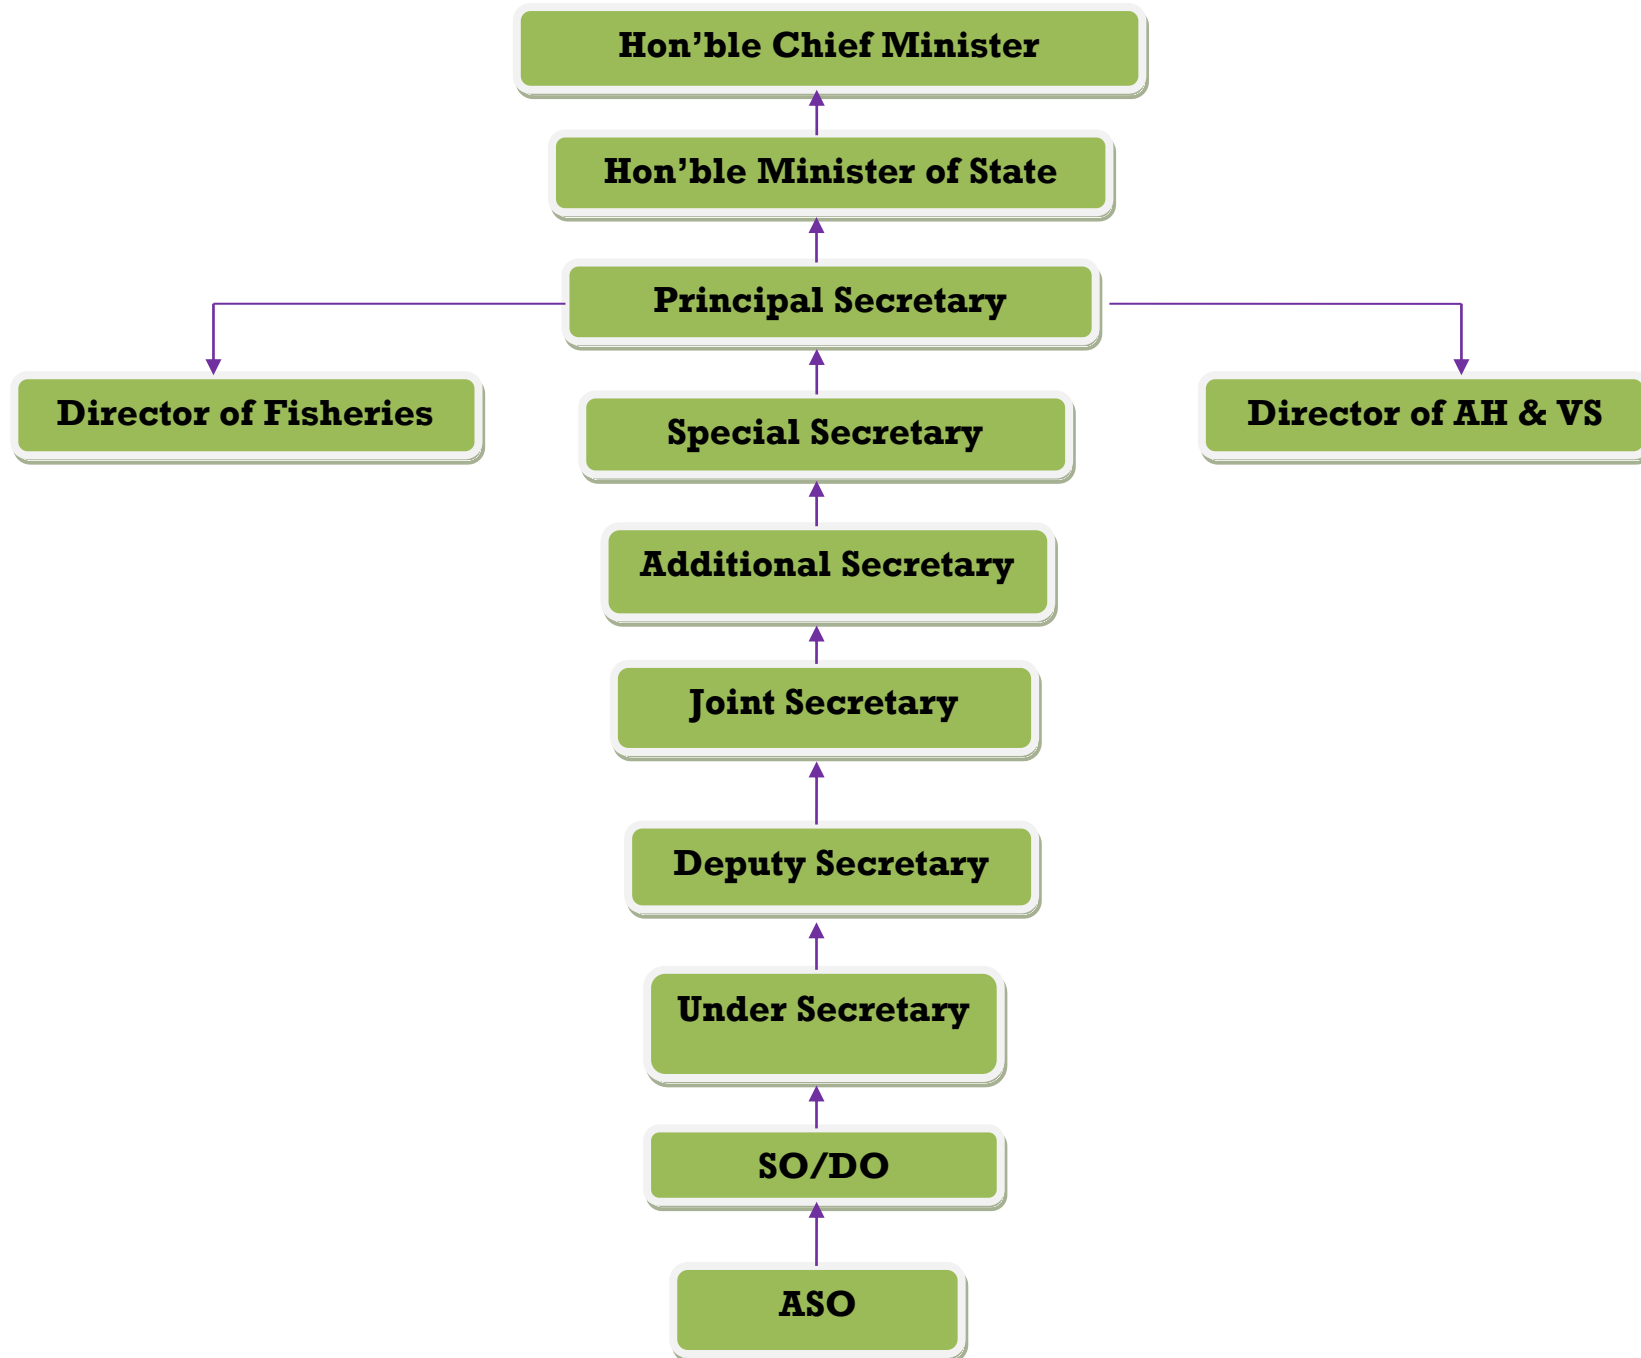 Hon’ble Chief Minister
Hon’ble Minister of State
Principal Secretary
Director of Fisheries
Special Secretary
Director of AH & VS
Additional Secretary
Joint Secretary
Deputy Secretary
Under Secretary
SO/DO
ASO